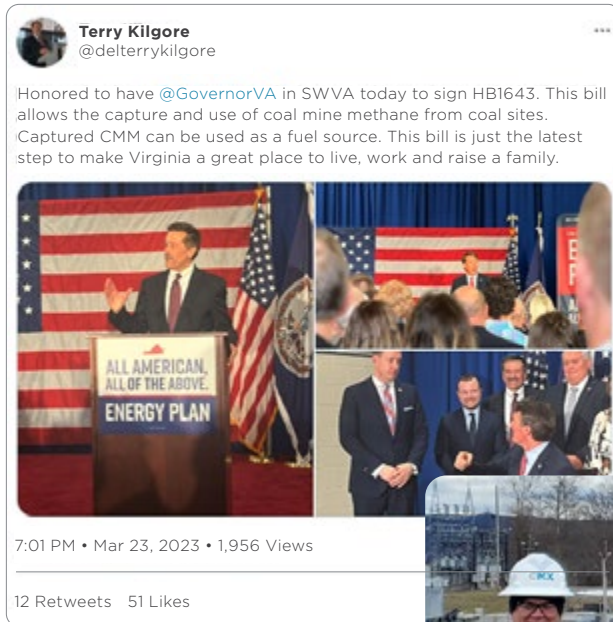 Terry Kilgore
@delterrykilgore
Honored to have @GovernorVA in SWVA today to sign HB1643. This bill
allows the capture and use of coal mine methane from coal sites.
Captured CMM can be used as a fuel source. This bill is just the latest
step to make Virginia a great place to live, work and raise a family.
ALL AMERICAN,
ALL OF THE ABOVE.
ENERGY PLAN
7:01 PM • Mar 23, 2023 • 1,956 Views
CNX
12 Retweets 51 Likes